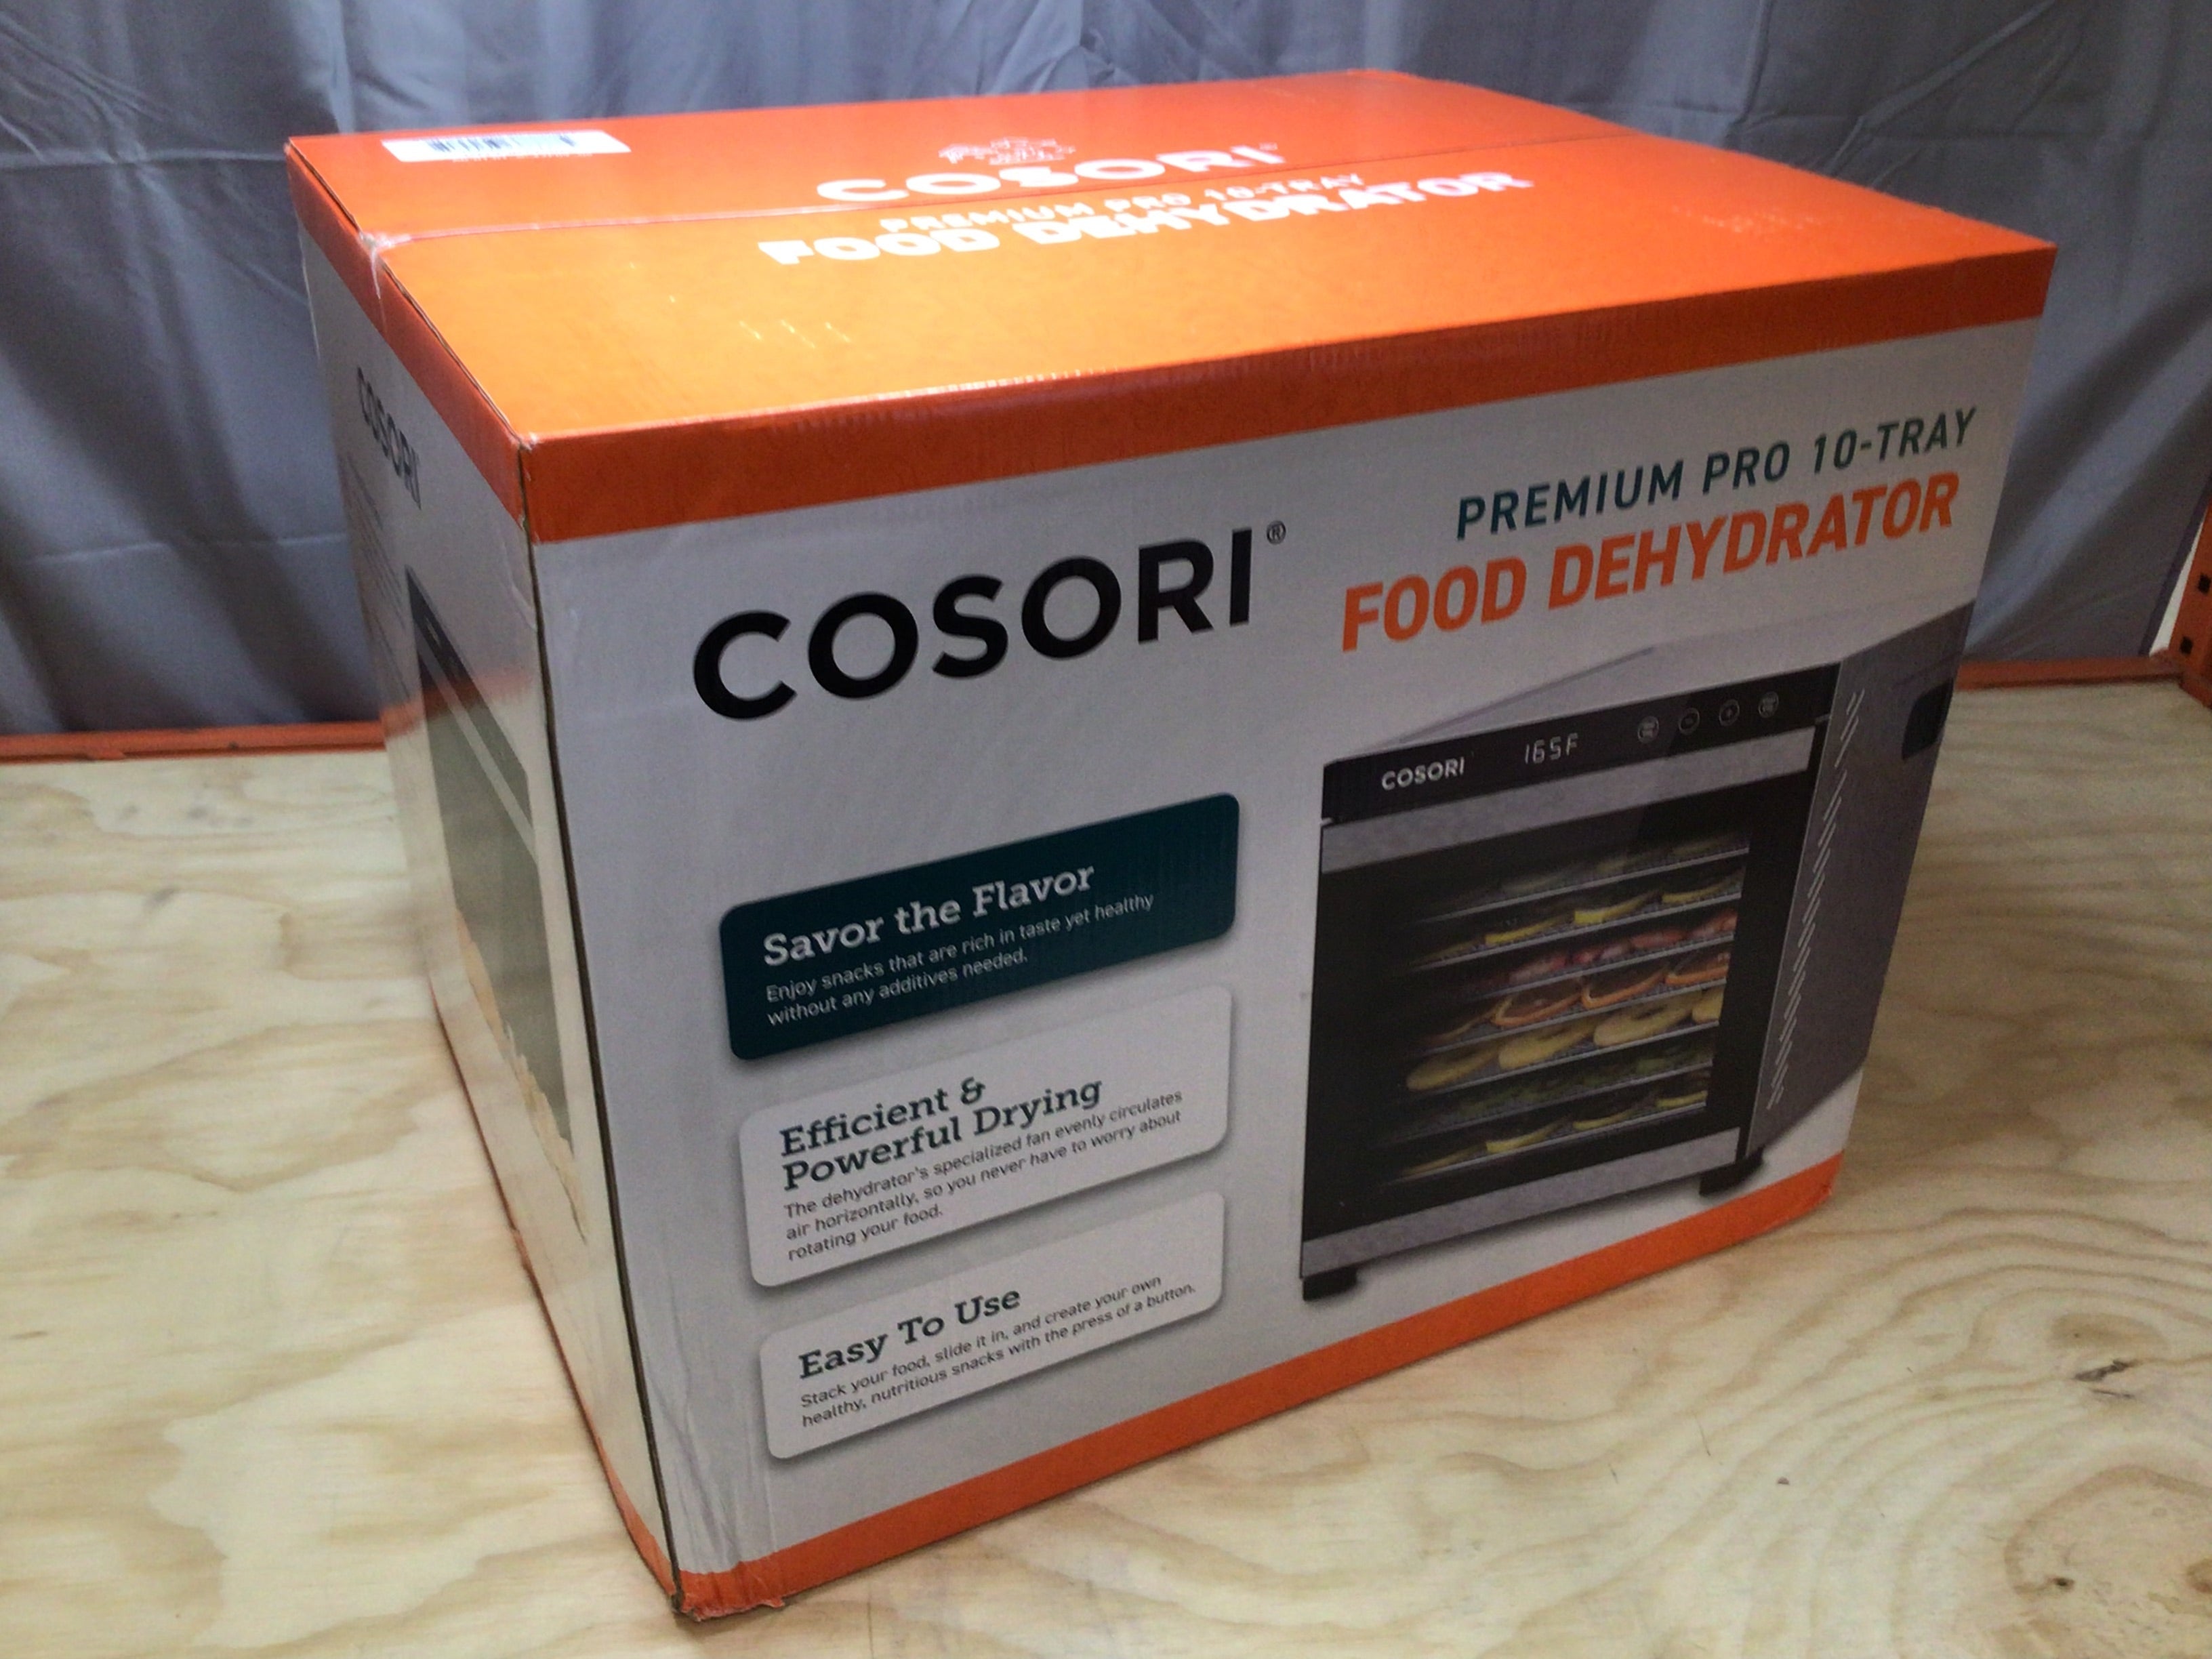 COSORI
PREMIUM PRO 10-TRAY
FOOD DEHYDRATOR
COSORI
COSORI®
PREMIUM PRO 10-TRAY
FOOD DEHYDRATOR
COSORI 165F
Savor the Flavor
Enjoy snacks that are rich in taste yet healthy
without any additives needed.
Efficient &
Powerful Drying
The dehydrator's specialized fan evenly circulates
air horizontally, so you never have to worry about
rotating your food.
Easy To Use
Stack your food, slide it in, and create your own
healthy, nutritious snacks with the press of a button.